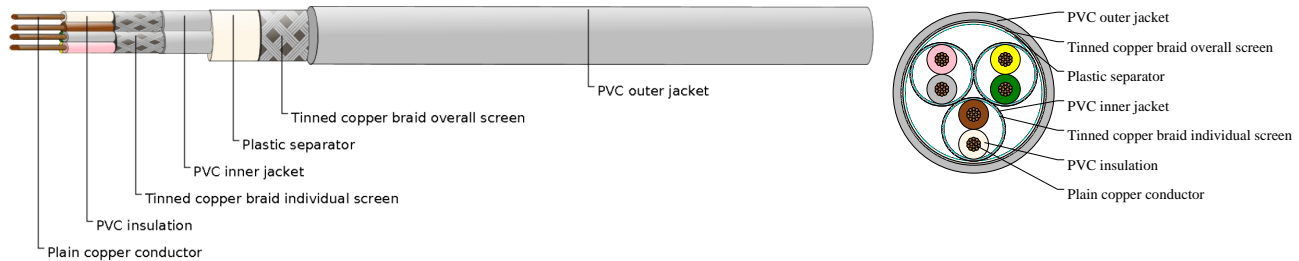 PVC outer jacket
Tinned copper braid overall screen
Plastic separator
PVC inner jacket
Tinned copper braid individual screen
PVC insulation
Plain copper conductor
PVC outer jacket
Tinned copper braid overall screen
Plastic separator
PVC inner jacket
Tinned copper braid individual screen
PVC insulation
Plain copper conductor